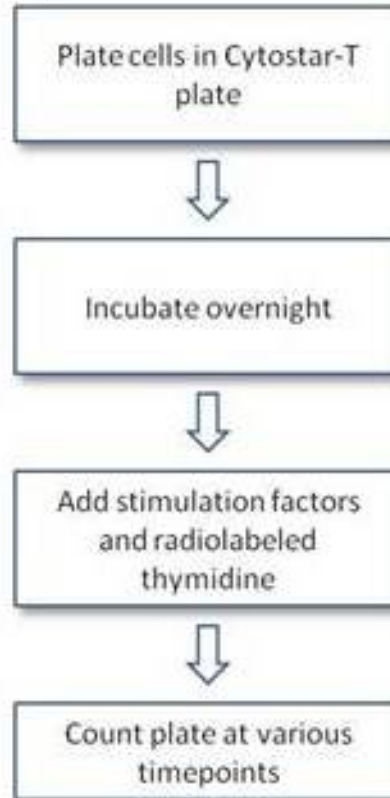 Plate cells in Cytostar-T
plate
Incubate overnight
Add stimulation factors
and radiolabeled
thymidine
Count plate at various
timepoints